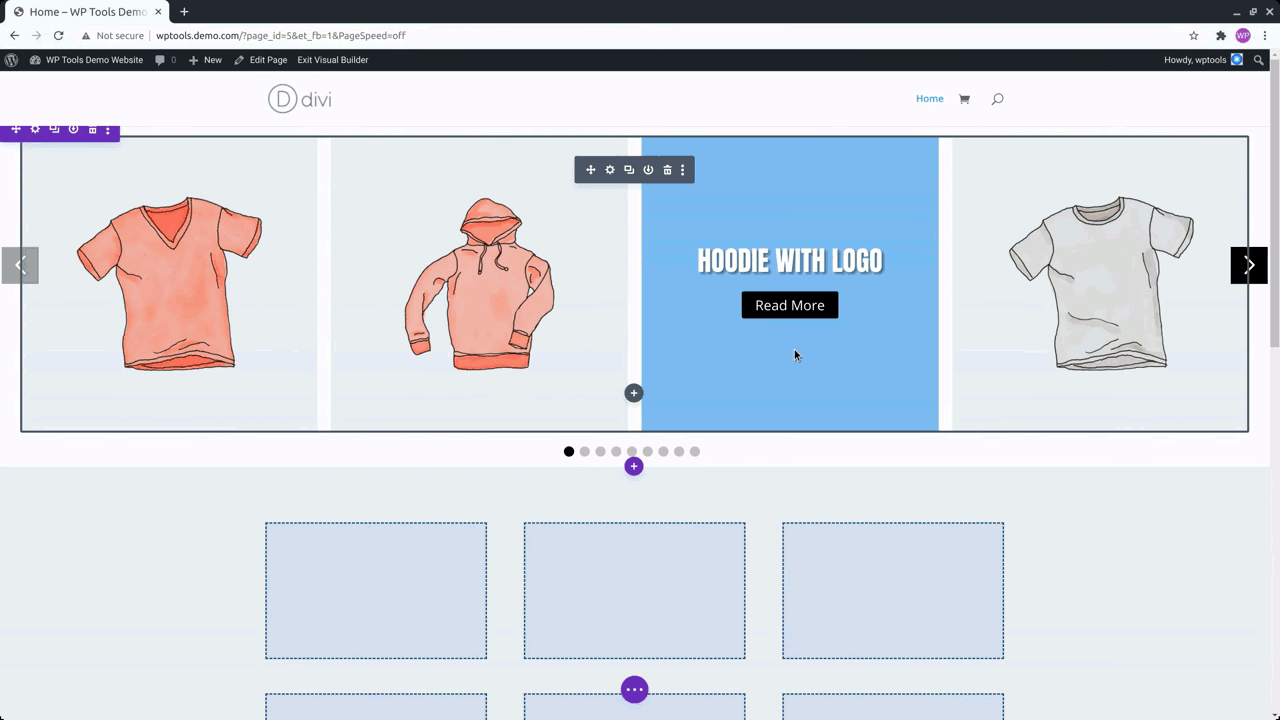 Home – WP Tools Demo
Not secure
wptools.demo.com/?page_id=5&et_fb=1&PageSpeed=off
WP
WP Tools Demo Website
0
New
Edit Page
Exit Visual Builder
Howdy, wptools
D divi
Home
HOODIE WITH LOGO
Read More